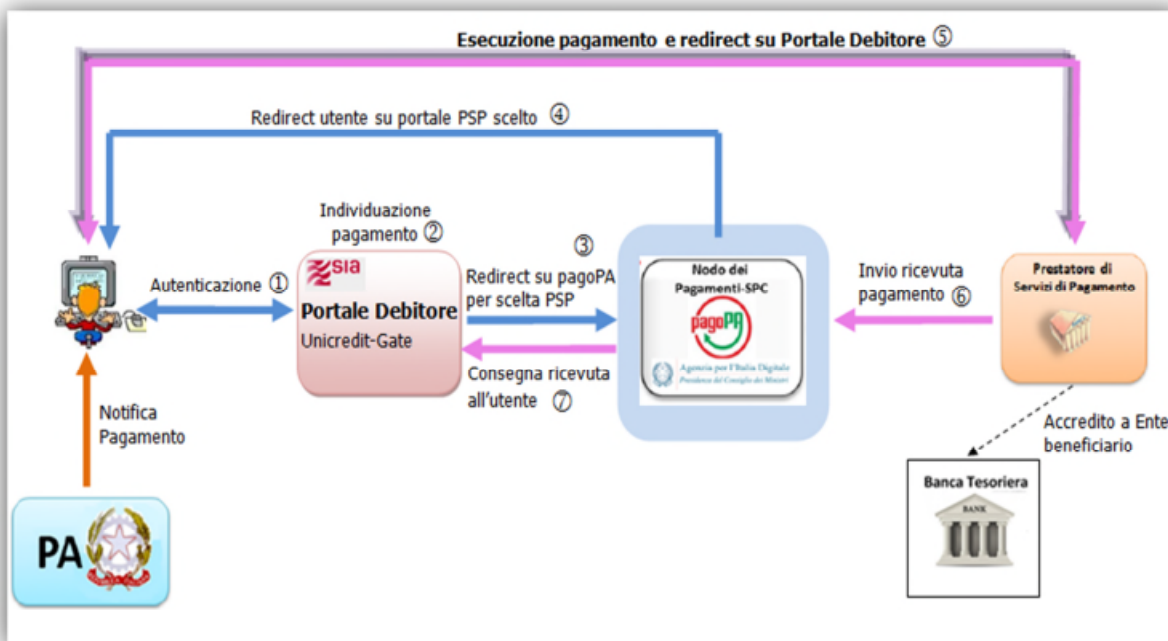 Esecuzione pagamento e redirect su Portale Debitore ⑤
Redirect utente su portale PSP scelto ④
Individuazione
pagamento ②
Autenticazione ①
sia
Portale Debitore
Unicredit-Gate
③
Redirect su pagoPA
per scelta PSP
Consegna ricevuta
all'utente ⑦
Nodo dei
Pagamenti-SPC
pagoPA
Agenzia per l'Italia Digitale
Presidenza del Consiglio dei Ministri
Invio ricevuta
pagamento ⑥
Prestatore di
Servizi di Pagamento
Notifica
Pagamento
Accredito a Ente
beneficiario
Banca Tesoriera
BANK
PA